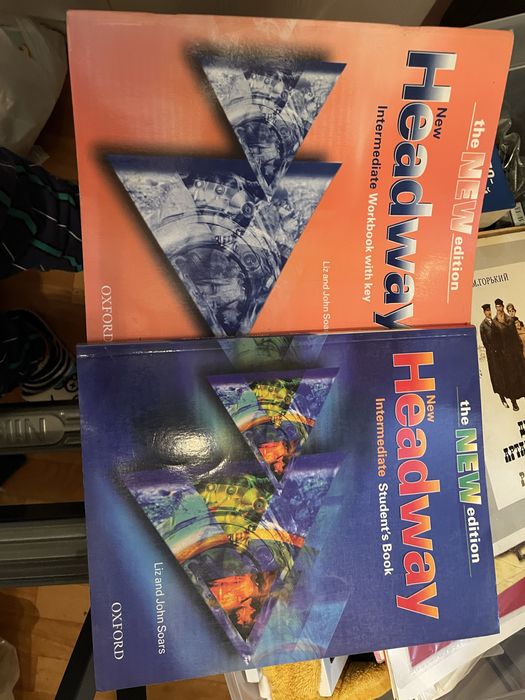 the NEW edition
New
Headway
Intermediate Workbook with key
Liz and John Soars
OXFORD
the NEW edition
New
Headway
Intermediate Student's Book
Liz and John Soars
OXFORD
М.ГОРЬКИЙ